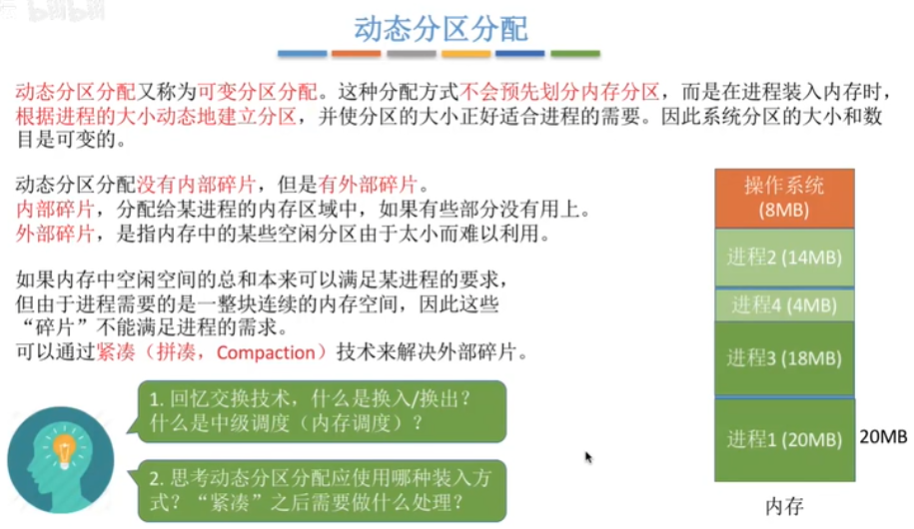 bilibili
动态分区分配
动态分区分配又称为可变分区分配。这种分配方式不会预先划分内存分区，而是在进程装入内存时，
根据进程的大小动态地建立分区，并使分区的大小正好适合进程的需要。因此系统分区的大小和数
目是可变的。
动态分区分配没有内部碎片，但是有外部碎片。
内部碎片，分配给某进程的内存区域中，如果有些部分没有用上。
外部碎片，是指内存中的某些空闲分区由于太小而难以利用。
如果内存中空闲空间的总和本来可以满足某进程的要求，
但由于进程需要的是一整块连续的内存空间，因此这些
“碎片”不能满足进程的需求。
可以通过紧凑（拼凑，Compaction）技术来解决外部碎片。
1. 回忆交换技术，什么是换入/换出？
什么是中级调度（内存调度）？
2. 思考动态分区分配应使用哪种装入方
式？“紧凑”之后需要做什么处理？
操作系统
(8MB)
进程2 (14MB)
进程4 (4MB)
进程3 (18MB)
进程1 (20MB)
20MB
内存